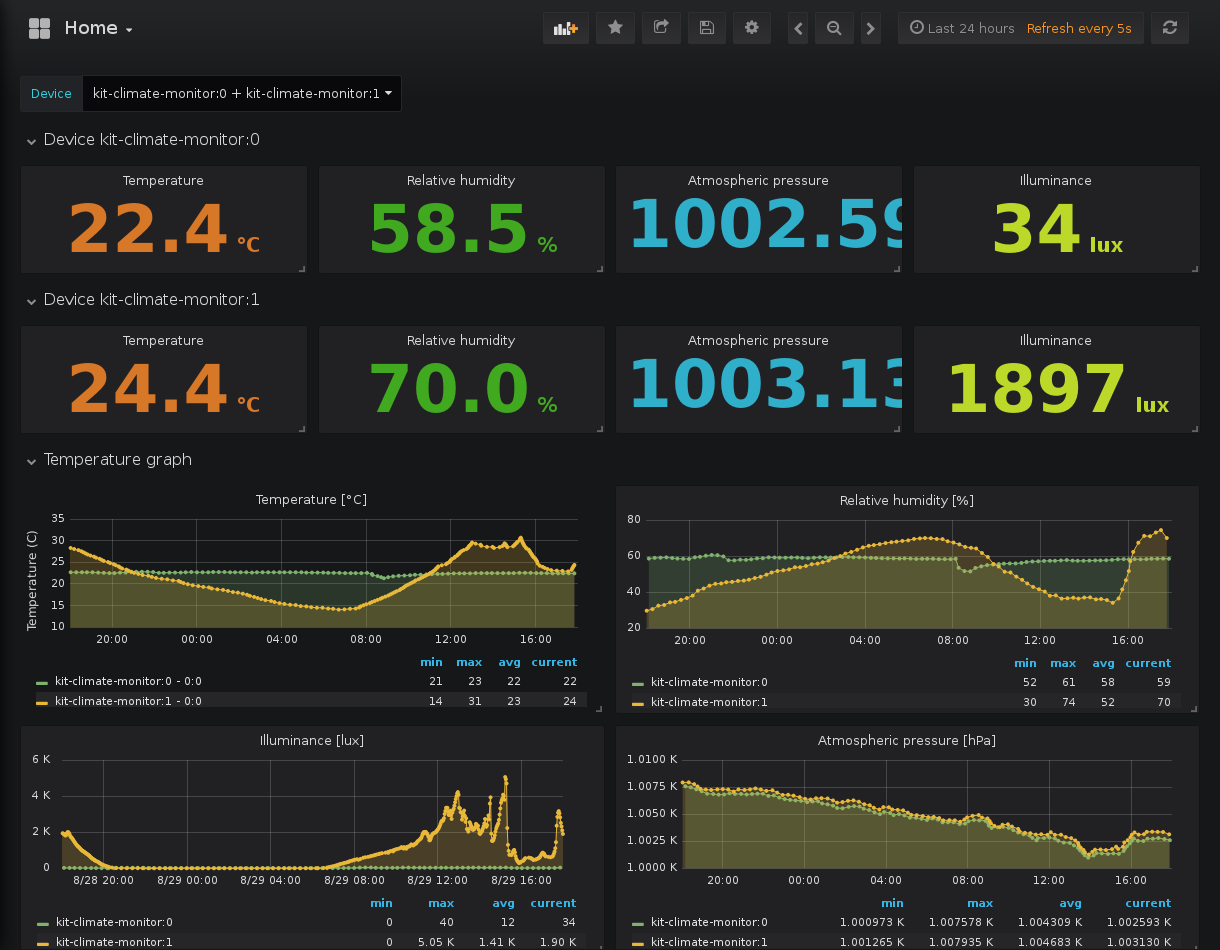 Home
Last 24 hours Refresh every 5s
Device kit-climate-monitor:0 + kit-climate-monitor:1
Device kit-climate-monitor:0
Temperature Relative humidity Atmospheric pressure Illuminance
22.4 °C 58.5 % 1002.59 34 lux
Device kit-climate-monitor:1
Temperature Relative humidity Atmospheric pressure Illuminance
24.4 °C 70.0 % 1003.13 1897 lux
Temperature graph
Temperature [°C]
Temperature (C)
35
30
25
20
15
10
20:00 00:00 04:00 08:00 12:00 16:00
min max avg current
kit-climate-monitor:0 - 0:0 21 23 22 22
kit-climate-monitor:1 - 0:0 14 31 23 24
Relative humidity [%]
80
60
40
20
20:00 00:00 04:00 08:00 12:00 16:00
min max avg current
kit-climate-monitor:0 52 61 58 59
kit-climate-monitor:1 30 74 52 70
Illuminance [lux]
6 K
4 K
2 K
0
8/28 20:00 8/29 00:00 8/29 04:00 8/29 08:00 8/29 12:00 8/29 16:00
min max avg current
kit-climate-monitor:0 0 40 12 34
kit-climate-monitor:1 0 5.05 K 1.41 K 1.90 K
Atmospheric pressure [hPa]
1.0100 K
1.0075 K
1.0050 K
1.0025 K
1.0000 K
20:00 00:00 04:00 08:00 12:00 16:00
min max avg current
kit-climate-monitor:0 1.000973 K 1.007578 K 1.004309 K 1.002593 K
kit-climate-monitor:1 1.001265 K 1.007935 K 1.004683 K 1.003130 K